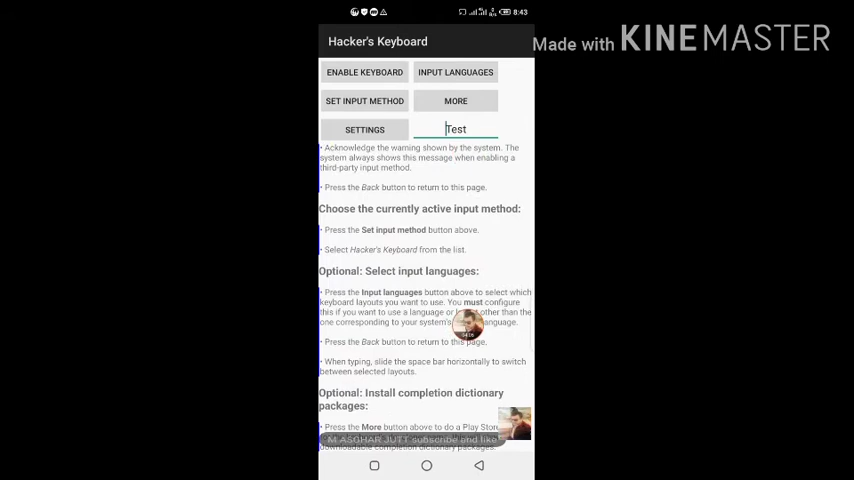 8:43
Hacker's Keyboard
Made with KINEMASTER
ENABLE KEYBOARD INPUT LANGUAGES
SET INPUT METHOD MORE
SETTINGS Test
• Acknowledge the warning shown by the system. The
system always shows this message when enabling a
third-party input method.
• Press the Back button to return to this page.
Choose the currently active input method:
• Press the Set input method button above.
• Select Hacker's Keyboard from the list.
Optional: Select input languages:
• Press the Input languages button above to select which
keyboard layouts you want to use. You must configure
this if you want to use a language or other than the
one corresponding to your system's language.
• Press the Back button to return to this page.
• When typing, slide the space bar horizontally to switch
between selected layouts.
Optional: Install completion dictionary
packages:
• Press the More button above to do a Play Store
M ASGHAR JUTT subscribe and like
downloadable completion dictionary packages.